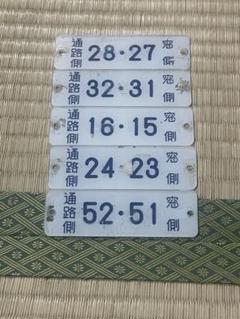 通路側 28・27 窓側
通路側 32・31 窓側
通路側 16・15 窓側
通路側 24・23 窓側
通路側 52・51 窓側